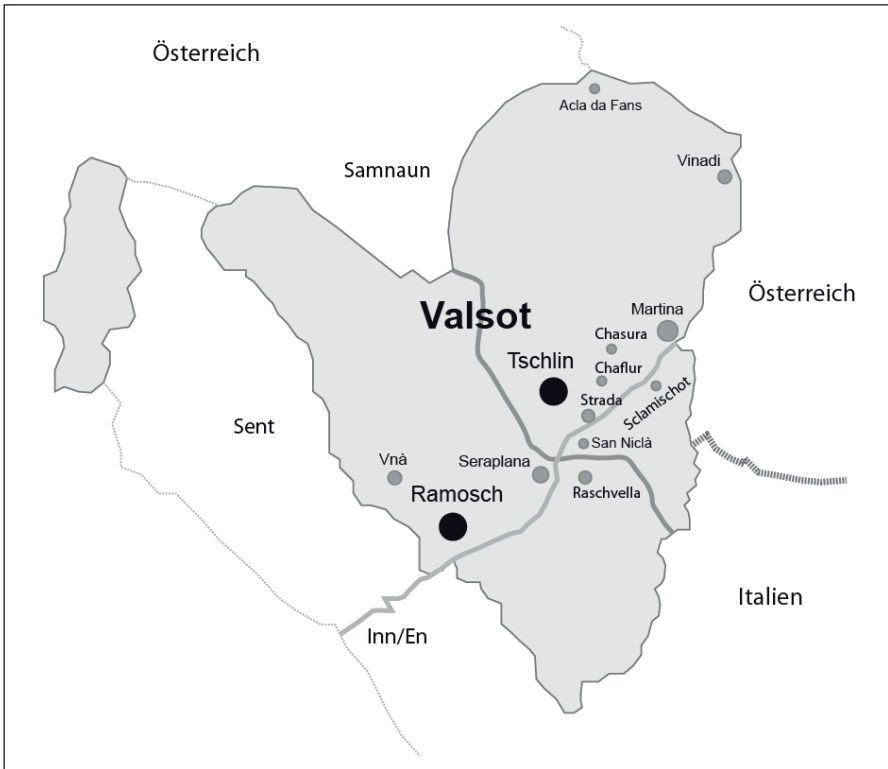 Österreich
Acla da Fans
Vinadi
Samnaun
Österreich
Valsot
Martina
Chasura
Tschlin
Chaflur
Sclamischot
Strada
Sent
San Niclà
Vnà
Seraplana
Raschvella
Ramosch
Italien
Inn/En